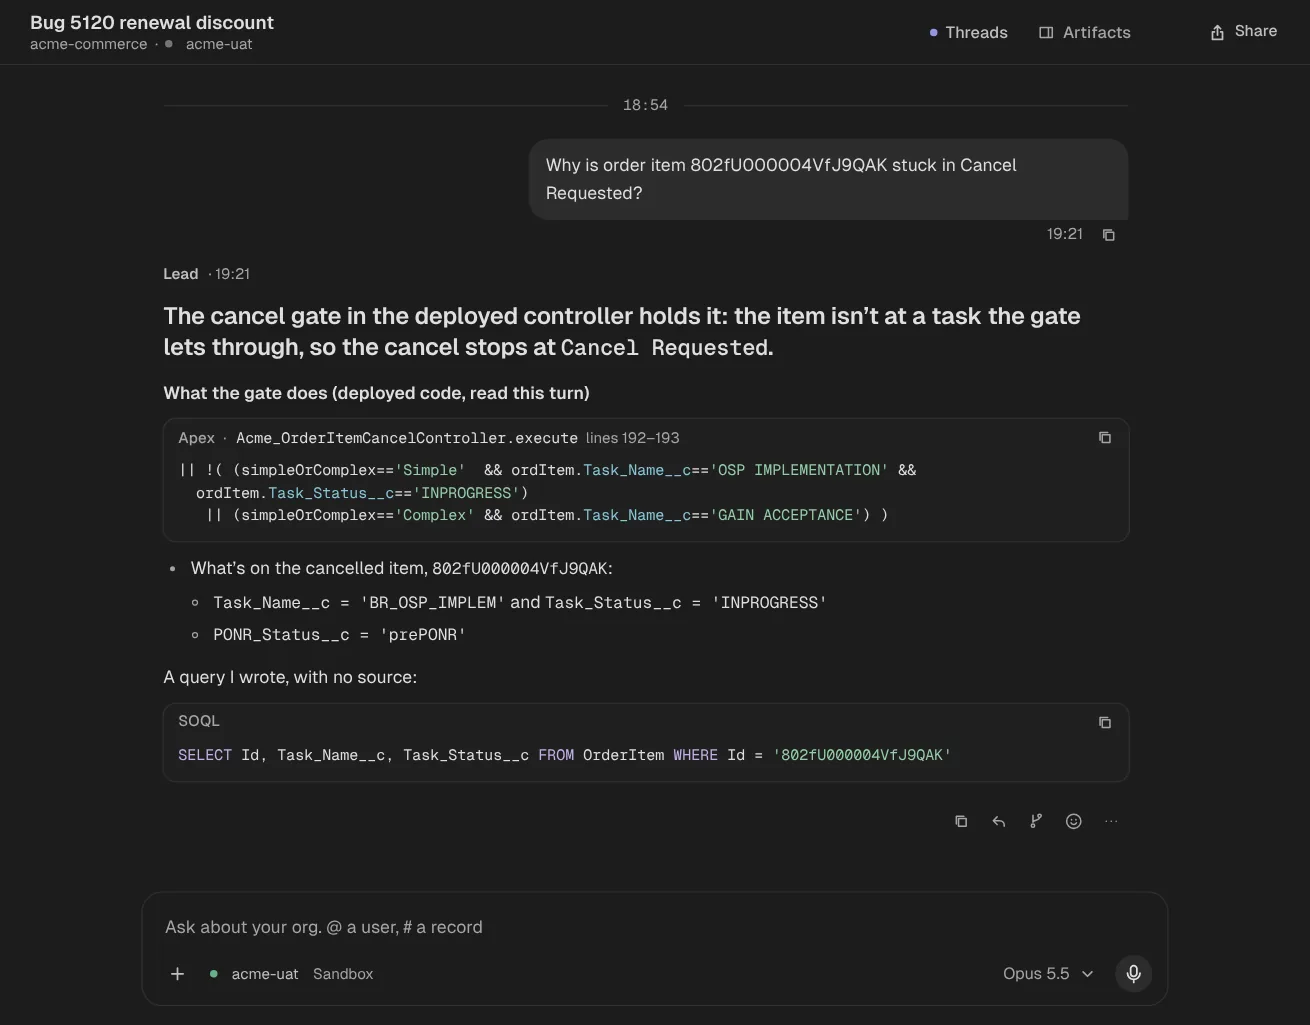 Bug 5120 renewal discount
acme-commerce · acme-uat
Threads
Artifacts
Share
18:54
Why is order item 802fU000004VfJ9QAK stuck in Cancel
Requested?
19:21
Lead · 19:21
The cancel gate in the deployed controller holds it: the item isn’t at a task the gate
lets through, so the cancel stops at Cancel Requested.
What the gate does (deployed code, read this turn)
Apex · Acme_OrderItemCancelController.execute lines 192–193
|| !( (simpleOrComplex=='Simple'  && ordItem.Task_Name__c=='OSP IMPLEMENTATION' &&
ordItem.Task_Status__c=='INPROGRESS')
|| (simpleOrComplex=='Complex' && ordItem.Task_Name__c=='GAIN ACCEPTANCE') )
• What’s on the cancelled item, 802fU000004VfJ9QAK:
◦ Task_Name__c = 'BR_OSP_IMPLEM' and Task_Status__c = 'INPROGRESS'
◦ PONR_Status__c = 'prePONR'
A query I wrote, with no source:
SOQL
SELECT Id, Task_Name__c, Task_Status__c FROM OrderItem WHERE Id = '802fU000004VfJ9QAK'
Ask about your org. @ a user, # a record
acme-uat Sandbox
Opus 5.5